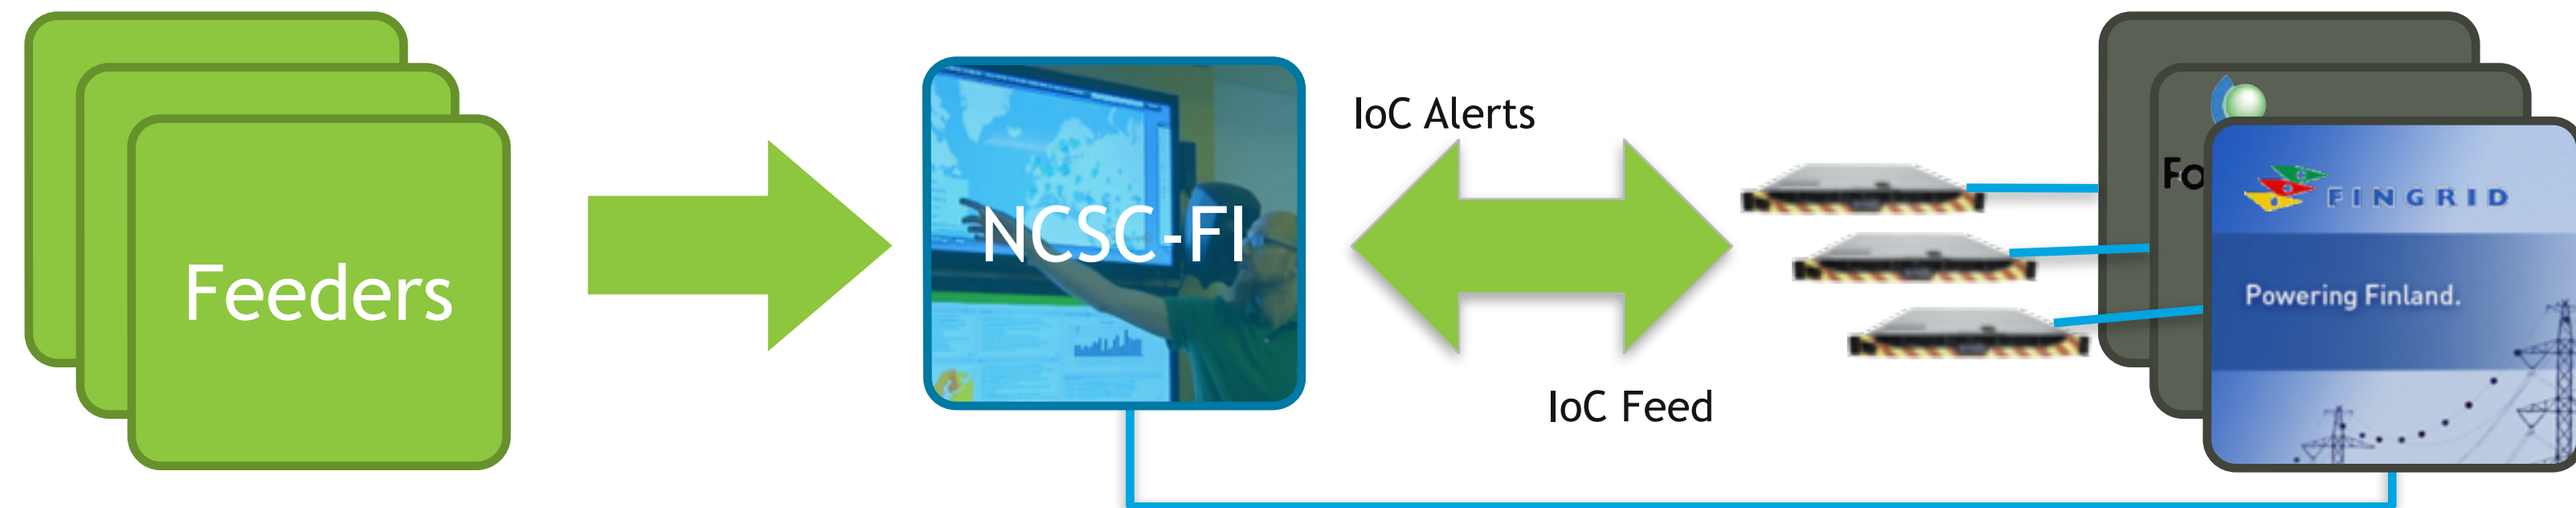 Feeders
NCSC-FI
IoC Alerts
IoC Feed
Fo
FINGRID
Powering Finland.